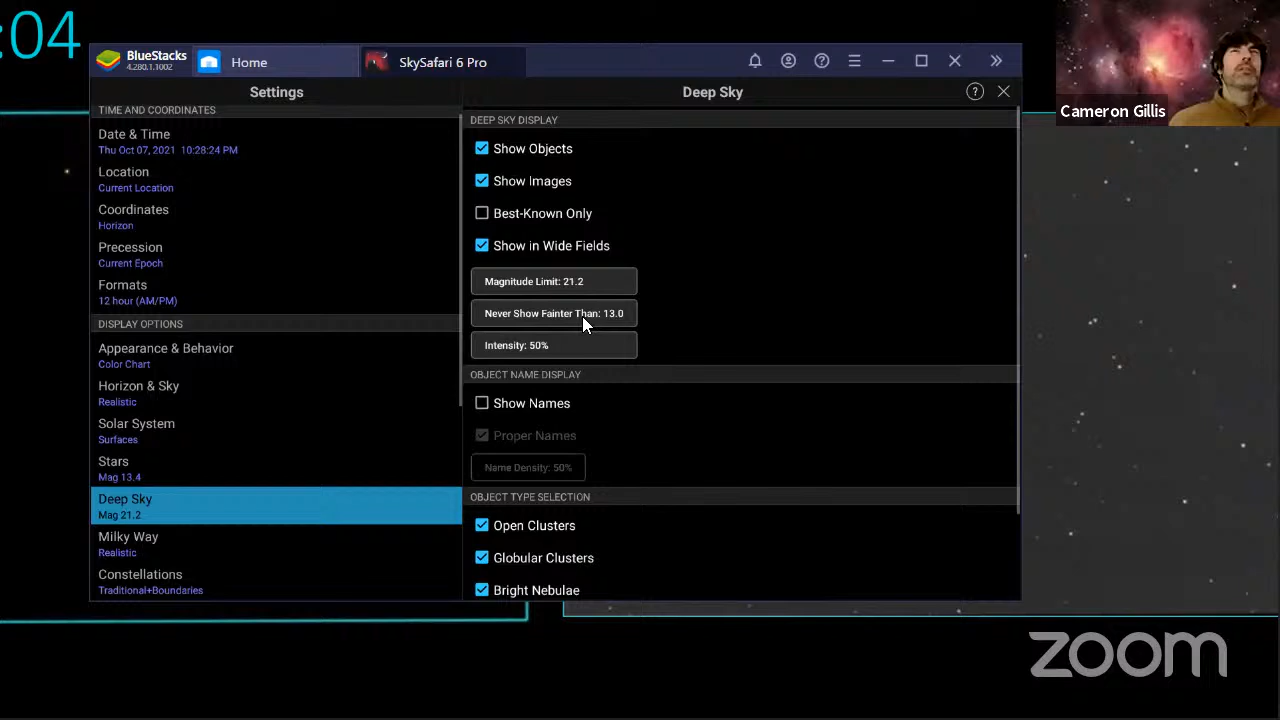 :04
BlueStacks
4.280.1.1002
Home
SkySafari 6 Pro
Settings
TIME AND COORDINATES
Date & Time
Thu Oct 07, 2021 10:28:24 PM
Location
Current Location
Coordinates
Horizon
Precession
Current Epoch
Formats
12 hour (AM/PM)
DISPLAY OPTIONS
Appearance & Behavior
Color Chart
Horizon & Sky
Realistic
Solar System
Surfaces
Stars
Mag 13.4
Deep Sky
Mag 21.2
Milky Way
Realistic
Constellations
Traditional+Boundaries
Deep Sky
DEEP SKY DISPLAY
Show Objects
Show Images
Best-Known Only
Show in Wide Fields
Magnitude Limit: 21.2
Never Show Fainter Than: 13.0
Intensity: 50%
OBJECT NAME DISPLAY
Show Names
Proper Names
Name Density: 50%
OBJECT TYPE SELECTION
Open Clusters
Globular Clusters
Bright Nebulae
Cameron Gillis
zoom